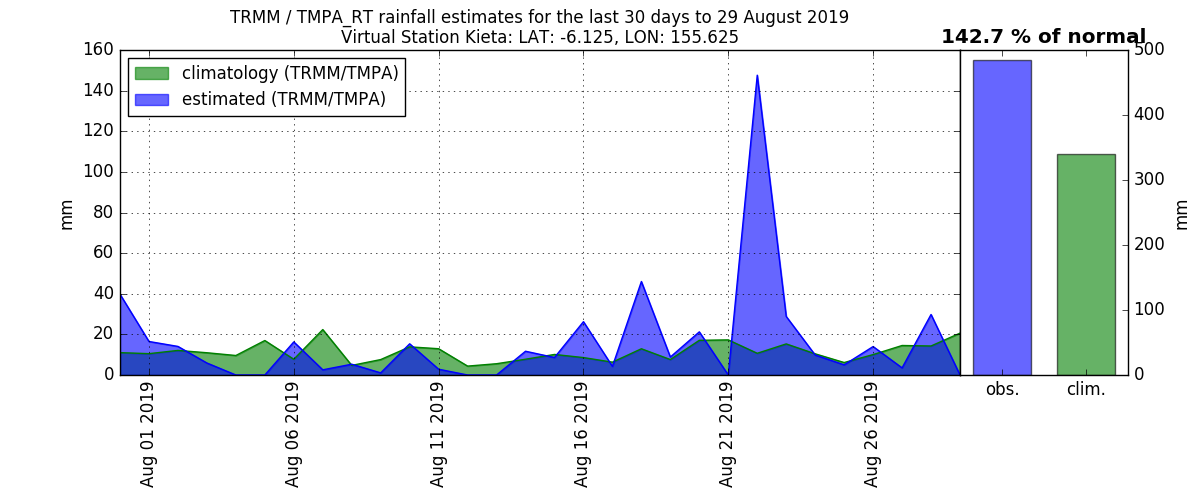 TRMM / TMPA_RT rainfall estimates for the last 30 days to 29 August 2019
Virtual Station Kieta: LAT: -6.125, LON: 155.625
142.7 % of normal
climatology (TRMM/TMPA)
estimated (TRMM/TMPA)
mm
160
140
120
100
80
60
40
20
0
Aug 01 2019
Aug 06 2019
Aug 11 2019
Aug 16 2019
Aug 21 2019
Aug 26 2019
obs.
clim.
500
400
300
200
100
0
mm